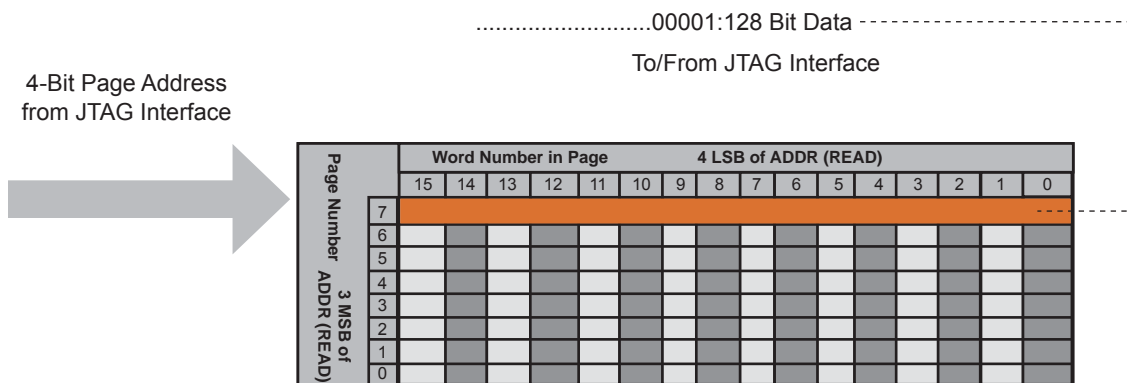 ...........................00001:128 Bit Data
To/From JTAG Interface
4-Bit Page Address
from JTAG Interface
Word Number in Page 4 LSB of ADDR (READ)
15 14 13 12 11 10 9 8 7 6 5 4 3 2 1 0
Page Number
3 MSB of
ADDR (READ)
7
6
5
4
3
2
1
0